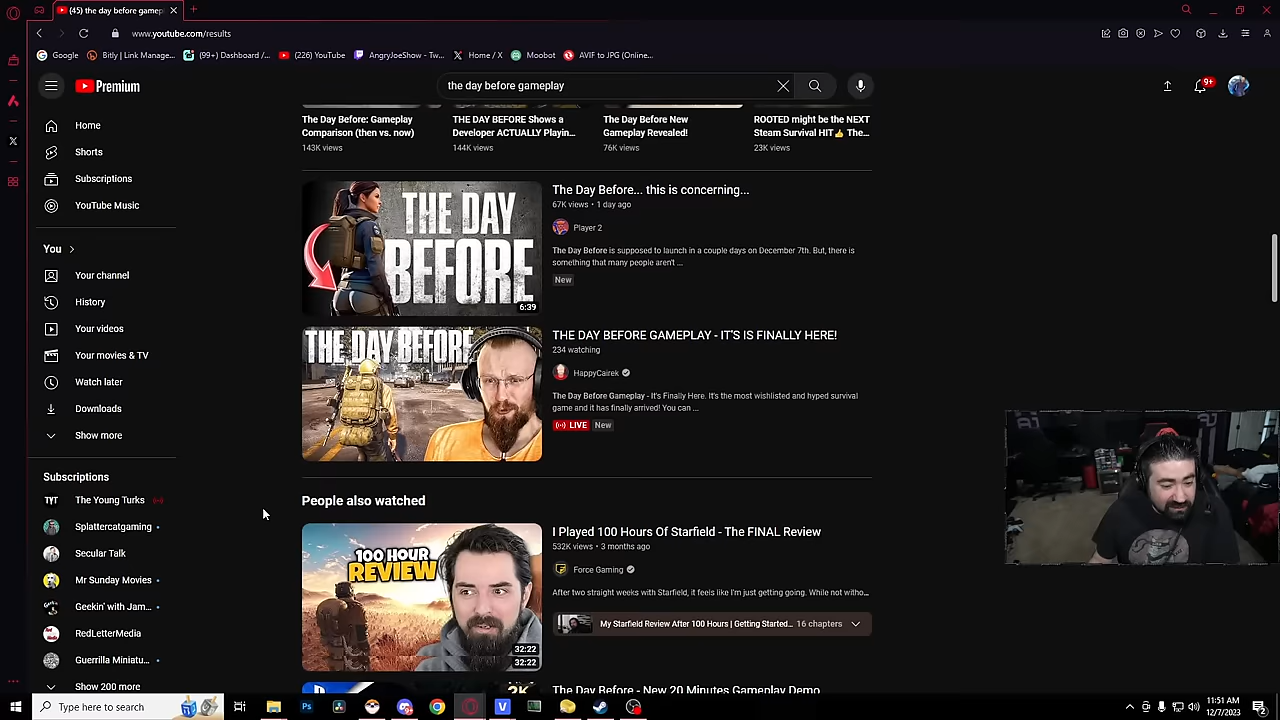 (45) the day before gamep
www.youtube.com/results
Google
Bitly | Link Manage...
(99+) Dashboard /...
(226) YouTube
AngryJoeShow - Tw...
Home / X
Moobot
AVIF to JPG (Online...
Premium
the day before gameplay
9+
Home
Shorts
Subscriptions
YouTube Music
You
Your channel
History
Your videos
Your movies & TV
Watch later
Downloads
Show more
Subscriptions
TYT The Young Turks
Splattercatgaming
Secular Talk
Mr Sunday Movies
Geekin' with Jam...
RedLetterMedia
Guerrilla Miniatu...
Show 200 more
The Day Before: Gameplay
Comparison (then vs. now)
143K views
THE DAY BEFORE Shows a
Developer ACTUALLY Playin...
144K views
The Day Before New
Gameplay Revealed!
76K views
ROOTED might be the NEXT
Steam Survival HIT👍 The...
23K views
THE DAY
BEFORE
6:39
The Day Before... this is concerning...
67K views • 1 day ago
Player 2
The Day Before is supposed to launch in a couple days on December 7th. But, there is
something that many people aren't ...
New
THE DAY BEFORE
THE DAY BEFORE GAMEPLAY - IT'S IS FINALLY HERE!
234 watching
HappyCairek
The Day Before Gameplay - It's Finally Here. It's the most wishlisted and hyped survival
game and it has finally arrived! You can ...
LIVE New
People also watched
100 HOUR
REVIEW
32:22
32:22
I Played 100 Hours Of Starfield - The FINAL Review
532K views • 3 months ago
Force Gaming
After two straight weeks with Starfield, it feels like I'm just getting going. While not witho...
My Starfield Review After 100 Hours | Getting Started... 16 chapters
The Day Before - New 20 Minutes Gameplay Demo
Type here to search
Ps
V
11:51 AM
12/7/2023
2